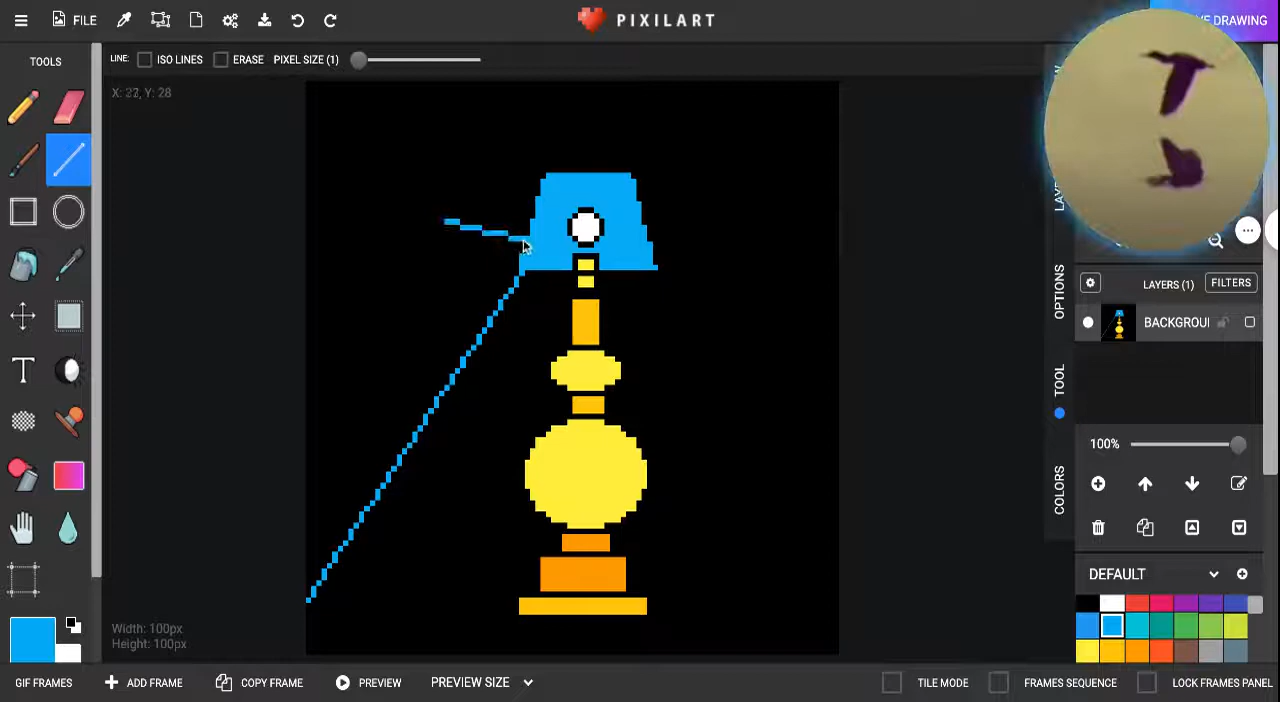 FILE
PIXILART
DRAWING
TOOLS
LINE:
ISO LINES
ERASE
PIXEL SIZE (1)
X: 32, Y: 28
OPTIONS
TOOL
COLORS
LAYERS (1)
FILTERS
BACKGROU
100%
DEFAULT
Width: 100px
Height: 100px
GIF FRAMES
ADD FRAME
COPY FRAME
PREVIEW
PREVIEW SIZE
TILE MODE
FRAMES SEQUENCE
LOCK FRAMES PANEL